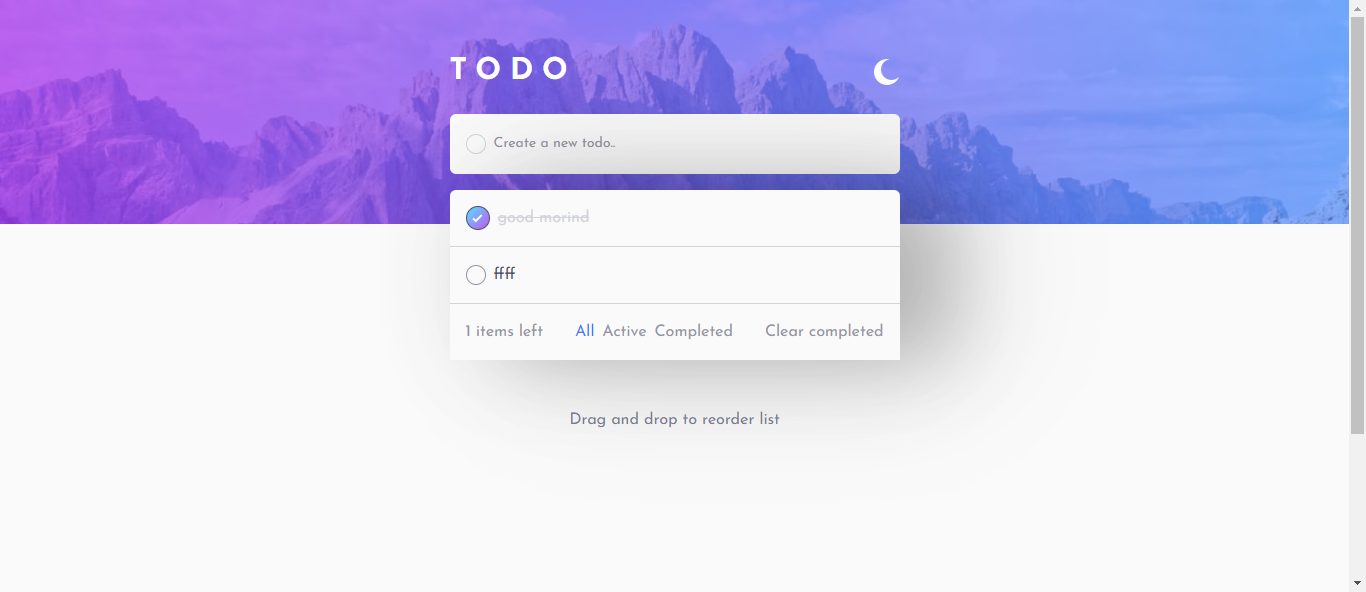 TODO
Create a new todo..
good morind
ffff
1 items left All Active Completed Clear completed
Drag and drop to reorder list